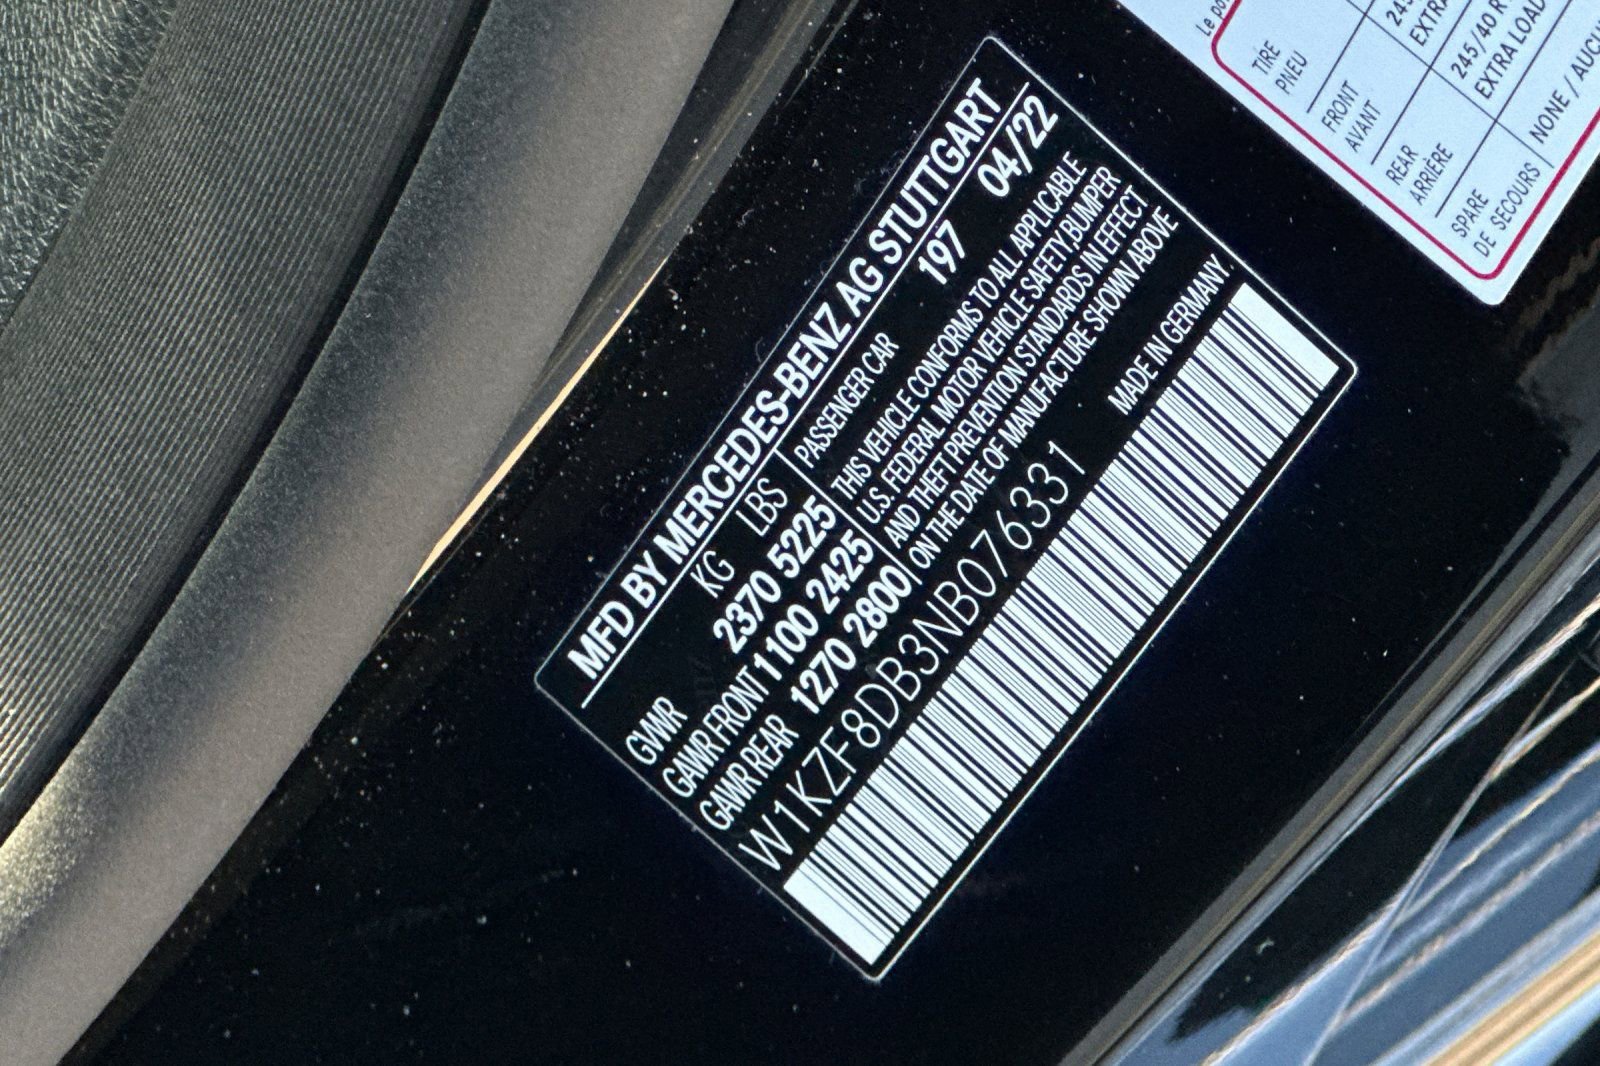 MFD BY MERCEDES-BENZ AG STUTTGART
KG LBS
197 04/22
GVWR 2370 5225
GAWR FRONT 1100 2425
GAWR REAR 1270 2800
PASSENGER CAR
THIS VEHICLE CONFORMS TO ALL APPLICABLE
U.S. FEDERAL MOTOR VEHICLE SAFETY,BUMPER
AND THEFT PREVENTION STANDARDS IN EFFECT
ON THE DATE OF MANUFACTURE SHOWN ABOVE
W1KZF8DB3NB076331
MADE IN GERMANY.
TIRE
PNEU
FRONT
AVANT
REAR 245/40 R
ARRIÈRE EXTRA LOAD
SPARE
DE SECOURS NONE /